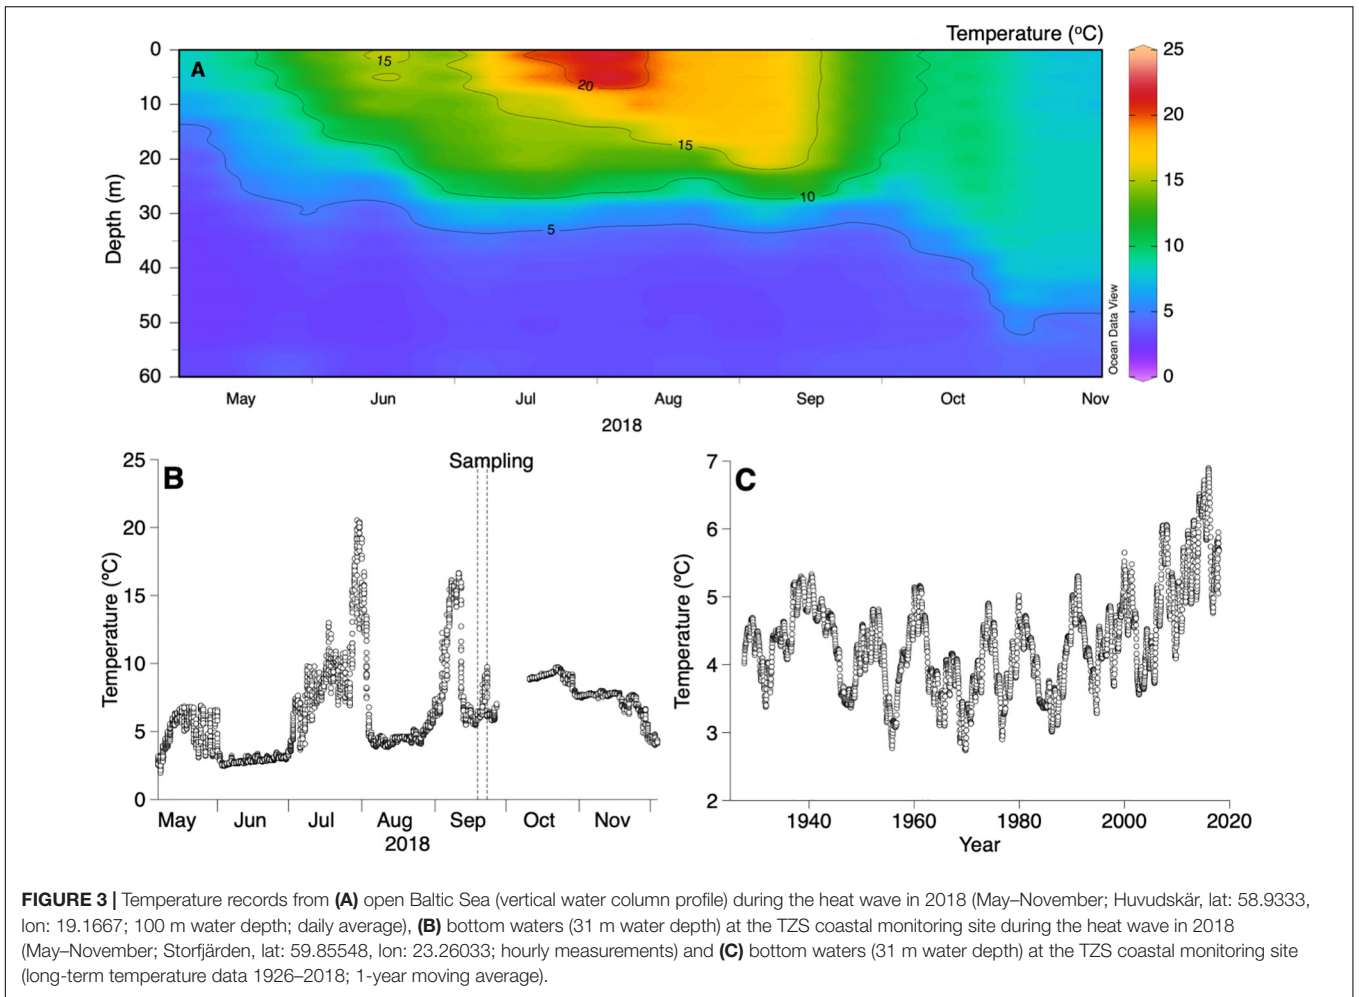 Temperature (ºC)
A
0
10
20
30
40
50
60
Depth (m)
15
20
15
10
5
25
20
15
10
5
0
Ocean Data View
May Jun Jul Aug Sep Oct Nov
2018
B
Sampling
25
20
15
10
5
0
Temperature (ºC)
May Jun Jul Aug Sep Oct Nov
2018
C
7
6
5
4
3
2
Temperature (ºC)
1940 1960 1980 2000 2020
Year
FIGURE 3 | Temperature records from (A) open Baltic Sea (vertical water column profile) during the heat wave in 2018 (May–November; Huvudskär, lat: 58.9333,
lon: 19.1667; 100 m water depth; daily average), (B) bottom waters (31 m water depth) at the TZS coastal monitoring site during the heat wave in 2018
(May–November; Storfjärden, lat: 59.85548, lon: 23.26033; hourly measurements) and (C) bottom waters (31 m water depth) at the TZS coastal monitoring site
(long-term temperature data 1926–2018; 1-year moving average).